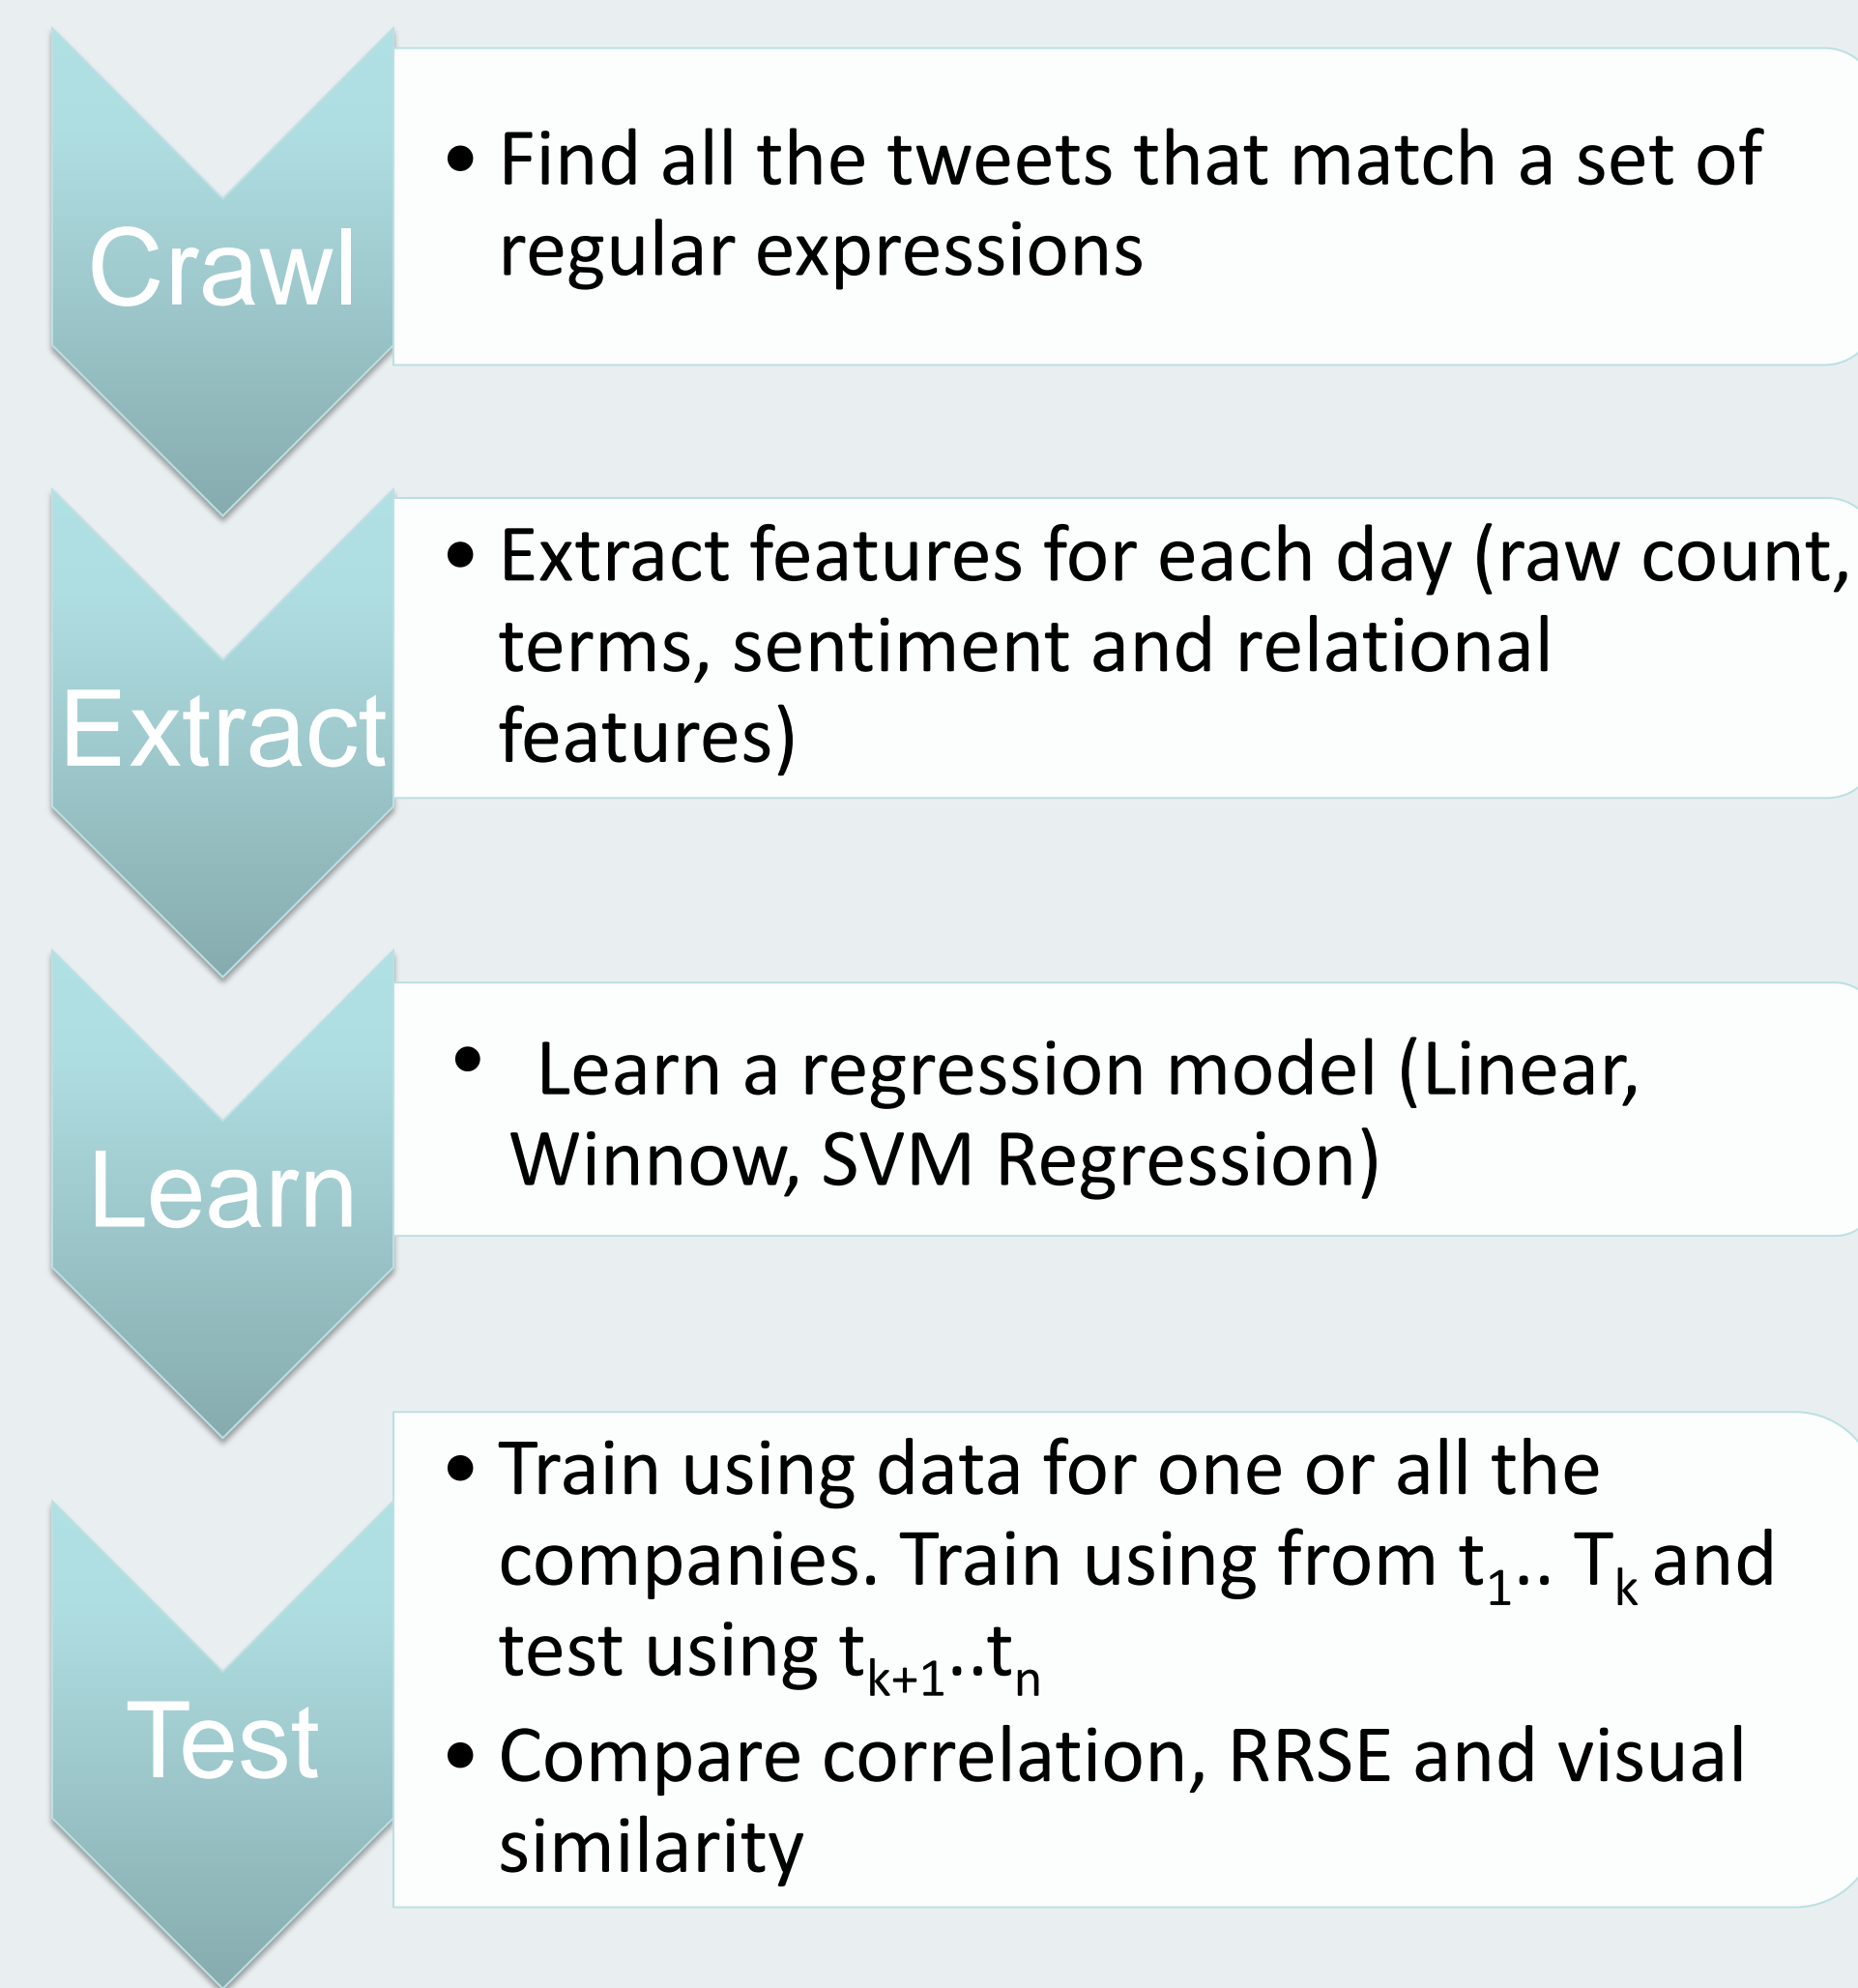 Crawl
• Find all the tweets that match a set of
regular expressions
Extract
• Extract features for each day (raw count,
terms, sentiment and relational
features)
Learn
• Learn a regression model (Linear,
Winnow, SVM Regression)
Test
• Train using data for one or all the
companies. Train using from t₁.. Tₖ and
test using tₖ₊₁..tₙ
• Compare correlation, RRSE and visual
similarity